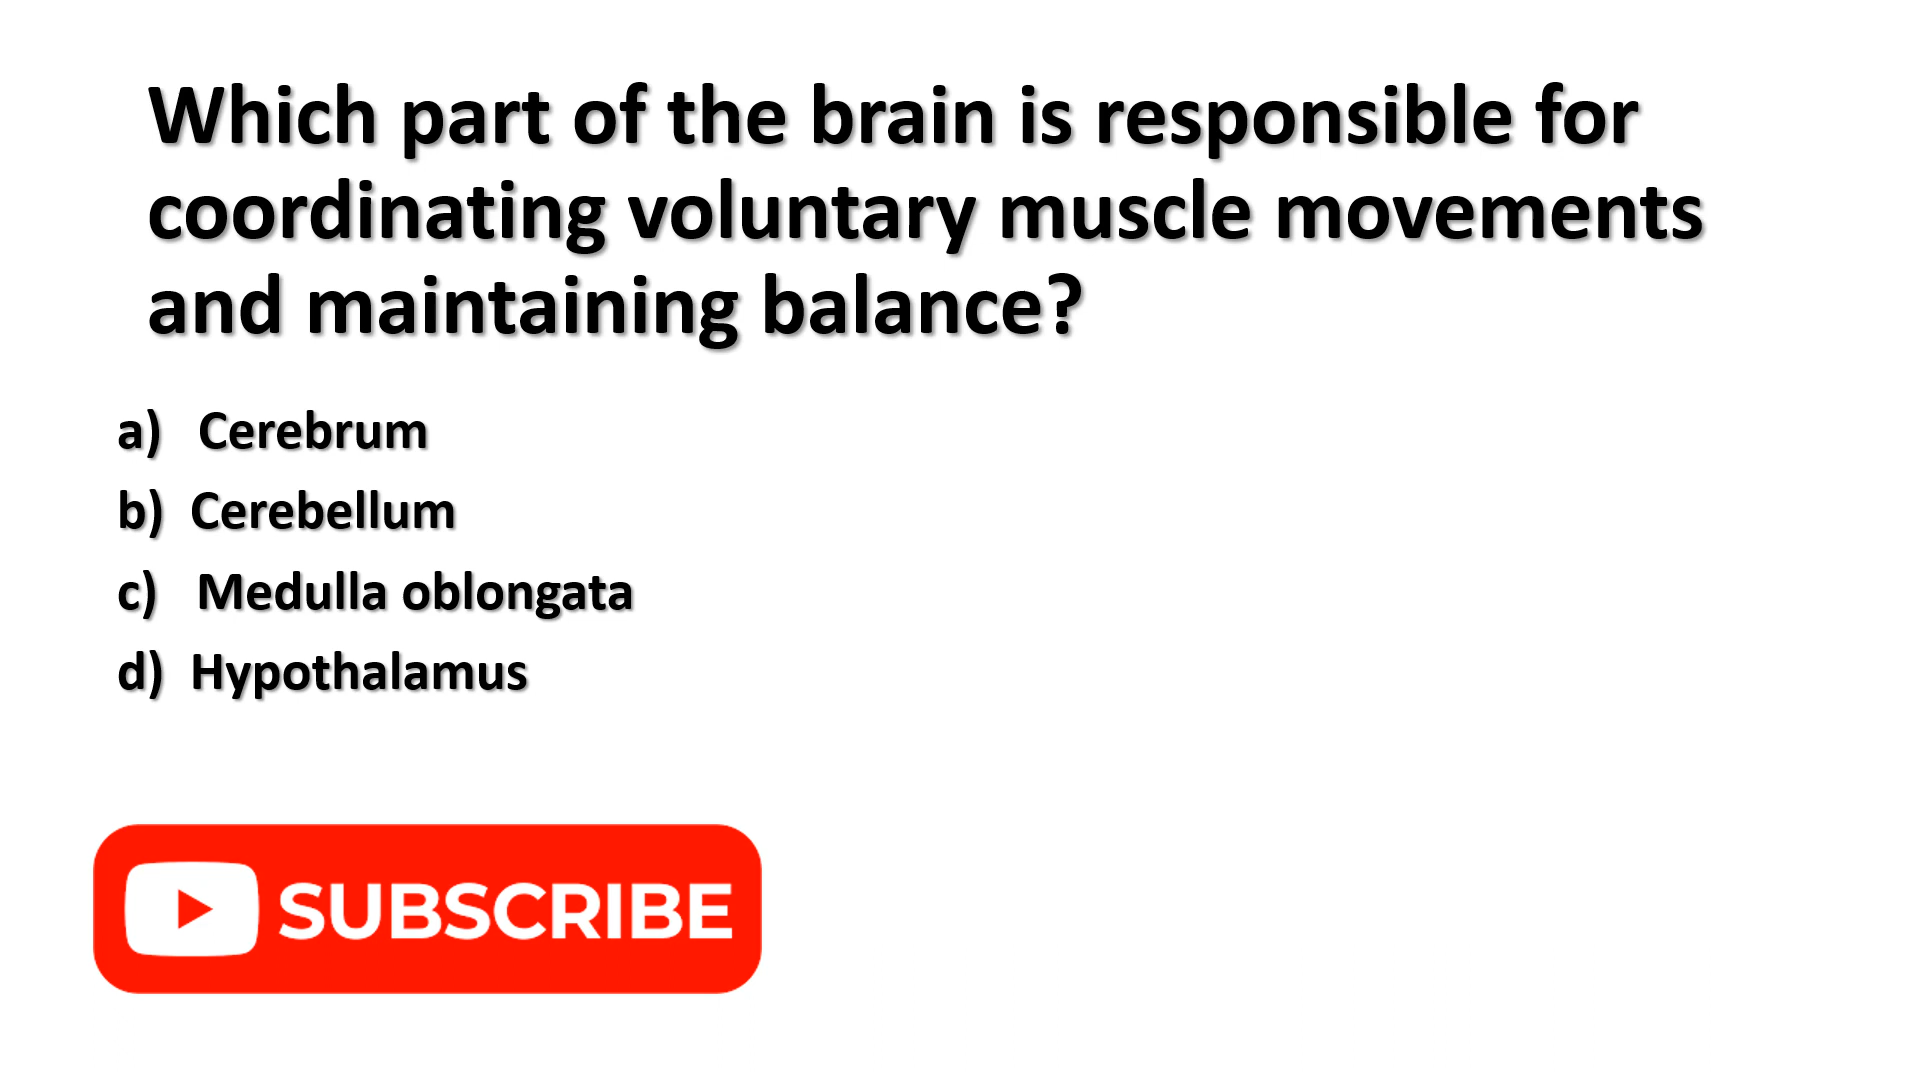 Which part of the brain is responsible for
coordinating voluntary muscle movements
and maintaining balance?
a) Cerebrum
b) Cerebellum
c) Medulla oblongata
d) Hypothalamus
SUBSCRIBE